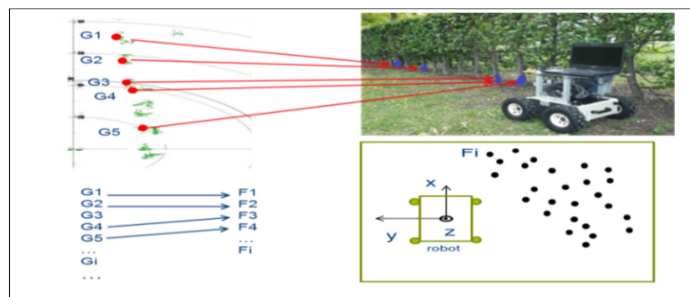 G1
G2
G3
G4
G5
G1 F1
G2 F2
G3 F3
G4 F4
G5 ...
... Fi
Gi
...
Fi
x
y
z
robot